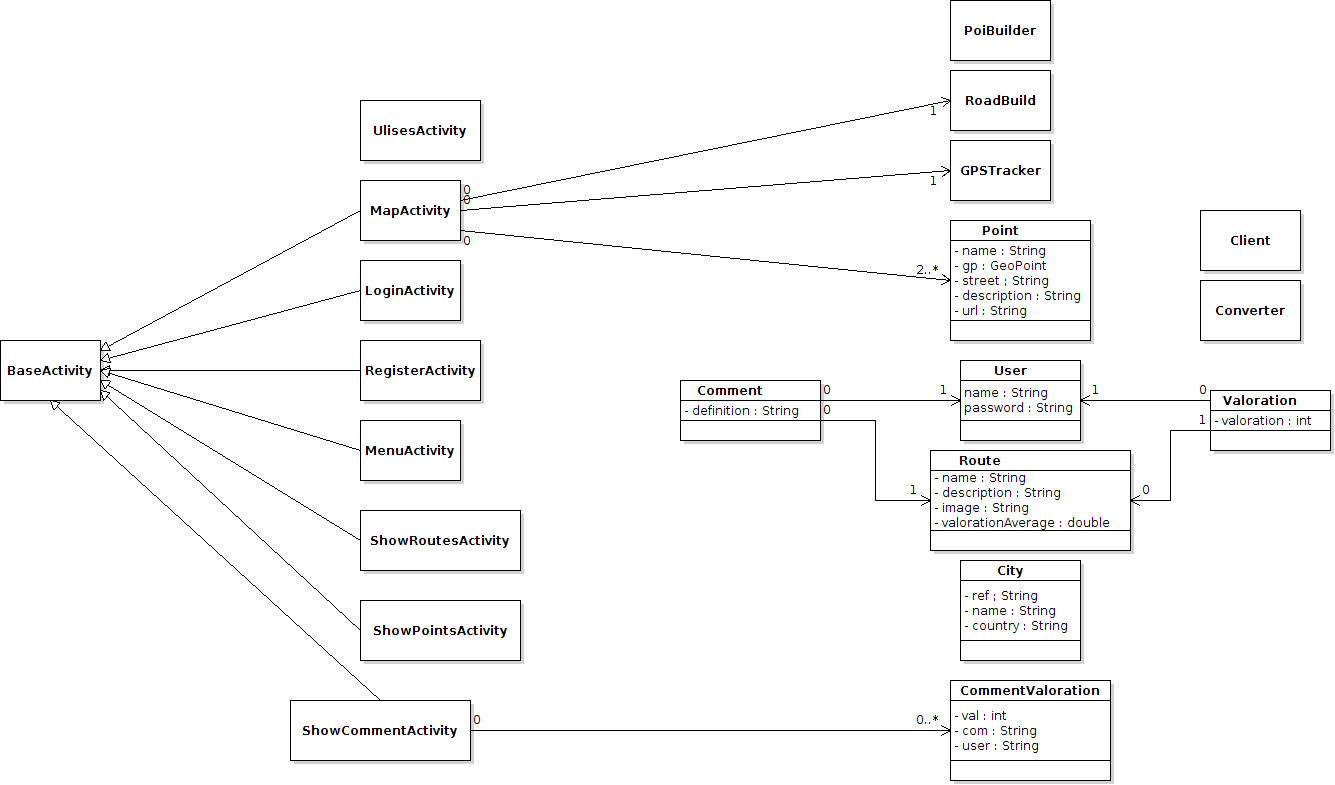 PoiBuilder
RoadBuild
1
UlisesActivity
GPSTracker
1
MapActivity
0
0
0
Point
- name : String
- gp : GeoPoint
- street ; String
- description : String
- url : String
2..*
Client
Converter
LoginActivity
BaseActivity
RegisterActivity
MenuActivity
ShowRoutesActivity
ShowPointsActivity
ShowCommentActivity
0
0..*
Comment
- definition : String
0
0
1
1
User
name : String
password : String
1
0
Valoration
- valoration : int
1
0
Route
- name : String
- description : String
- image : String
- valorationAverage : double
City
- ref ; String
- name : String
- country : String
CommentValoration
- val : int
- com : String
- user : String